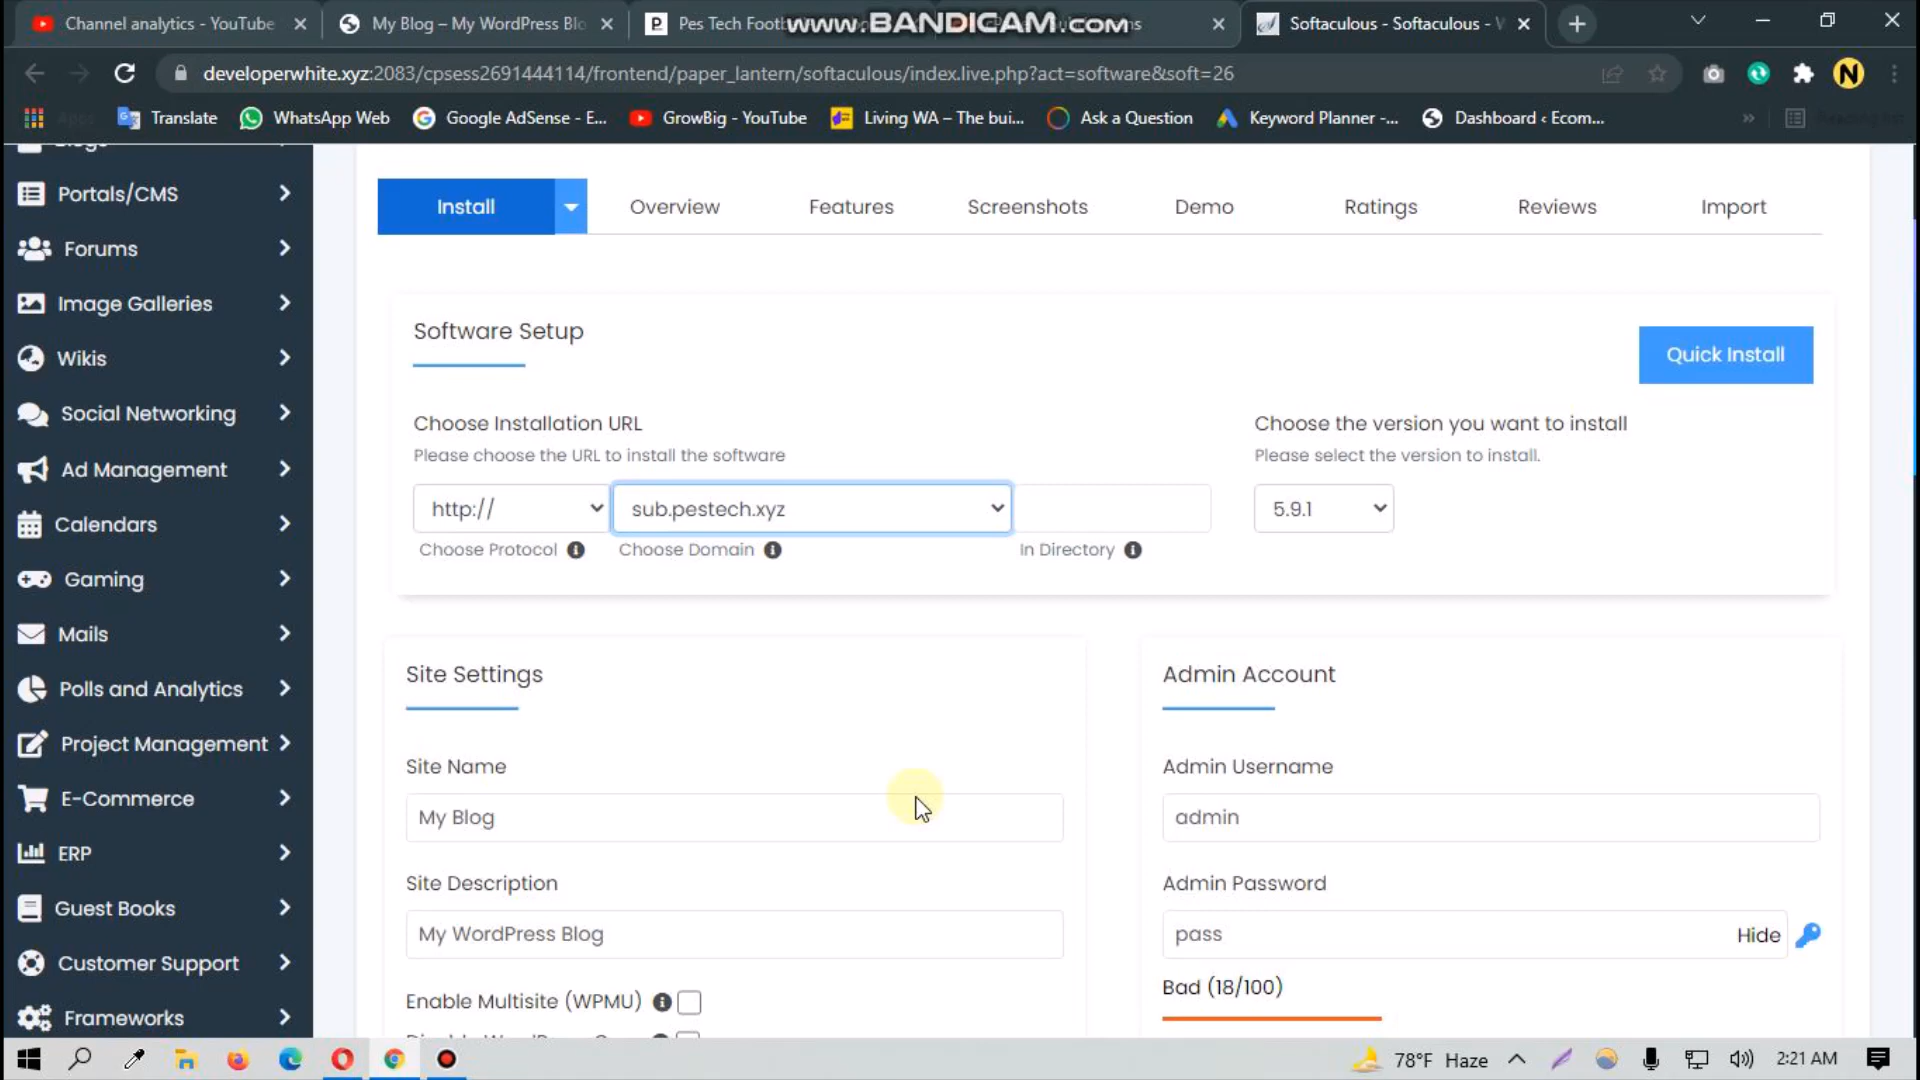 Channel analytics - YouTube
My Blog – My WordPress Blo
Pes Tech Footb
www.BANDICAM.com
Softaculous - Softaculous - W
developerwhite.xyz:2083/cpsess2691444114/frontend/paper_lantern/softaculous/index.live.php?act=software&soft=26
N
Apps
Translate
WhatsApp Web
Google AdSense - E...
GrowBig - YouTube
Living WA – The bui...
Ask a Question
Keyword Planner -...
Dashboard ‹ Ecom...
»
Blogs
Portals/CMS
Forums
Image Galleries
Wikis
Social Networking
Ad Management
Calendars
Gaming
Mails
Polls and Analytics
Project Management
E-Commerce
ERP
Guest Books
Customer Support
Frameworks
Install
Overview
Features
Screenshots
Demo
Ratings
Reviews
Import
Software Setup
Quick Install
Choose Installation URL
Please choose the URL to install the software
http://
sub.pestech.xyz
Choose Protocol
Choose Domain
In Directory
Choose the version you want to install
Please select the version to install.
5.9.1
Site Settings
Site Name
My Blog
Site Description
My WordPress Blog
Enable Multisite (WPMU)
Admin Account
Admin Username
admin
Admin Password
pass
Hide
Bad (18/100)
78°F Haze
2:21 AM